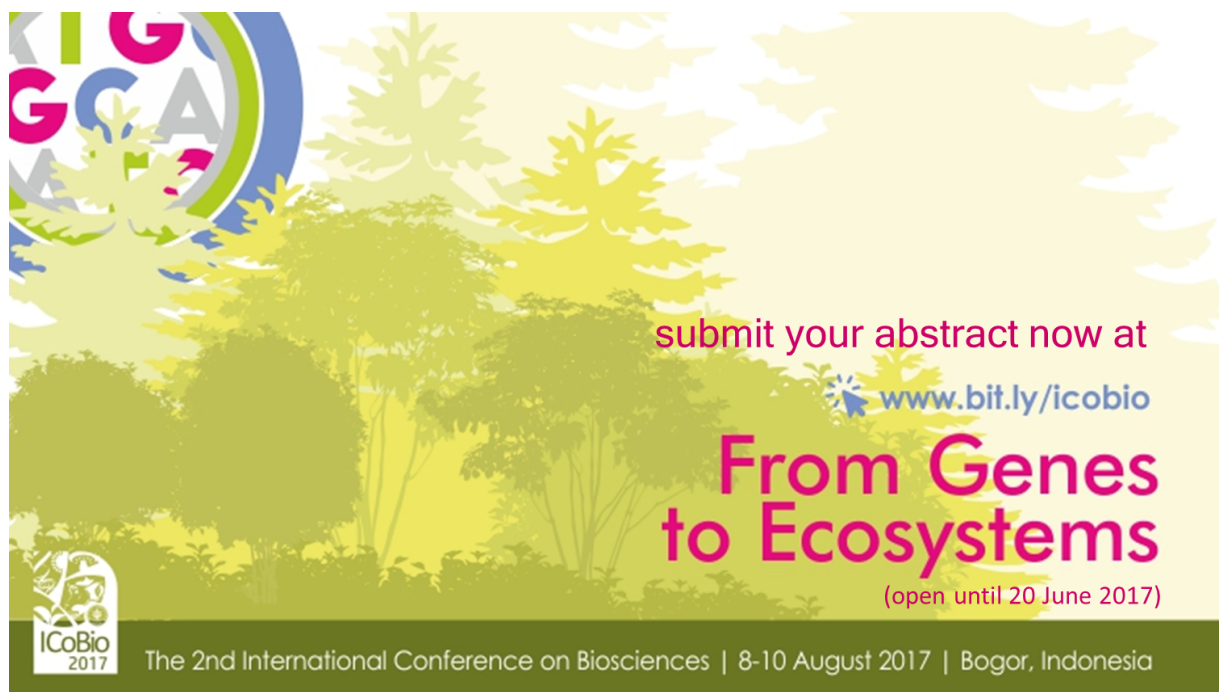 I G
G C A
submit your abstract now at
www.bit.ly/icobio
From Genes
to Ecosystems
(open until 20 June 2017)
ICoBio
2017
The 2nd International Conference on Biosciences | 8-10 August 2017 | Bogor, Indonesia